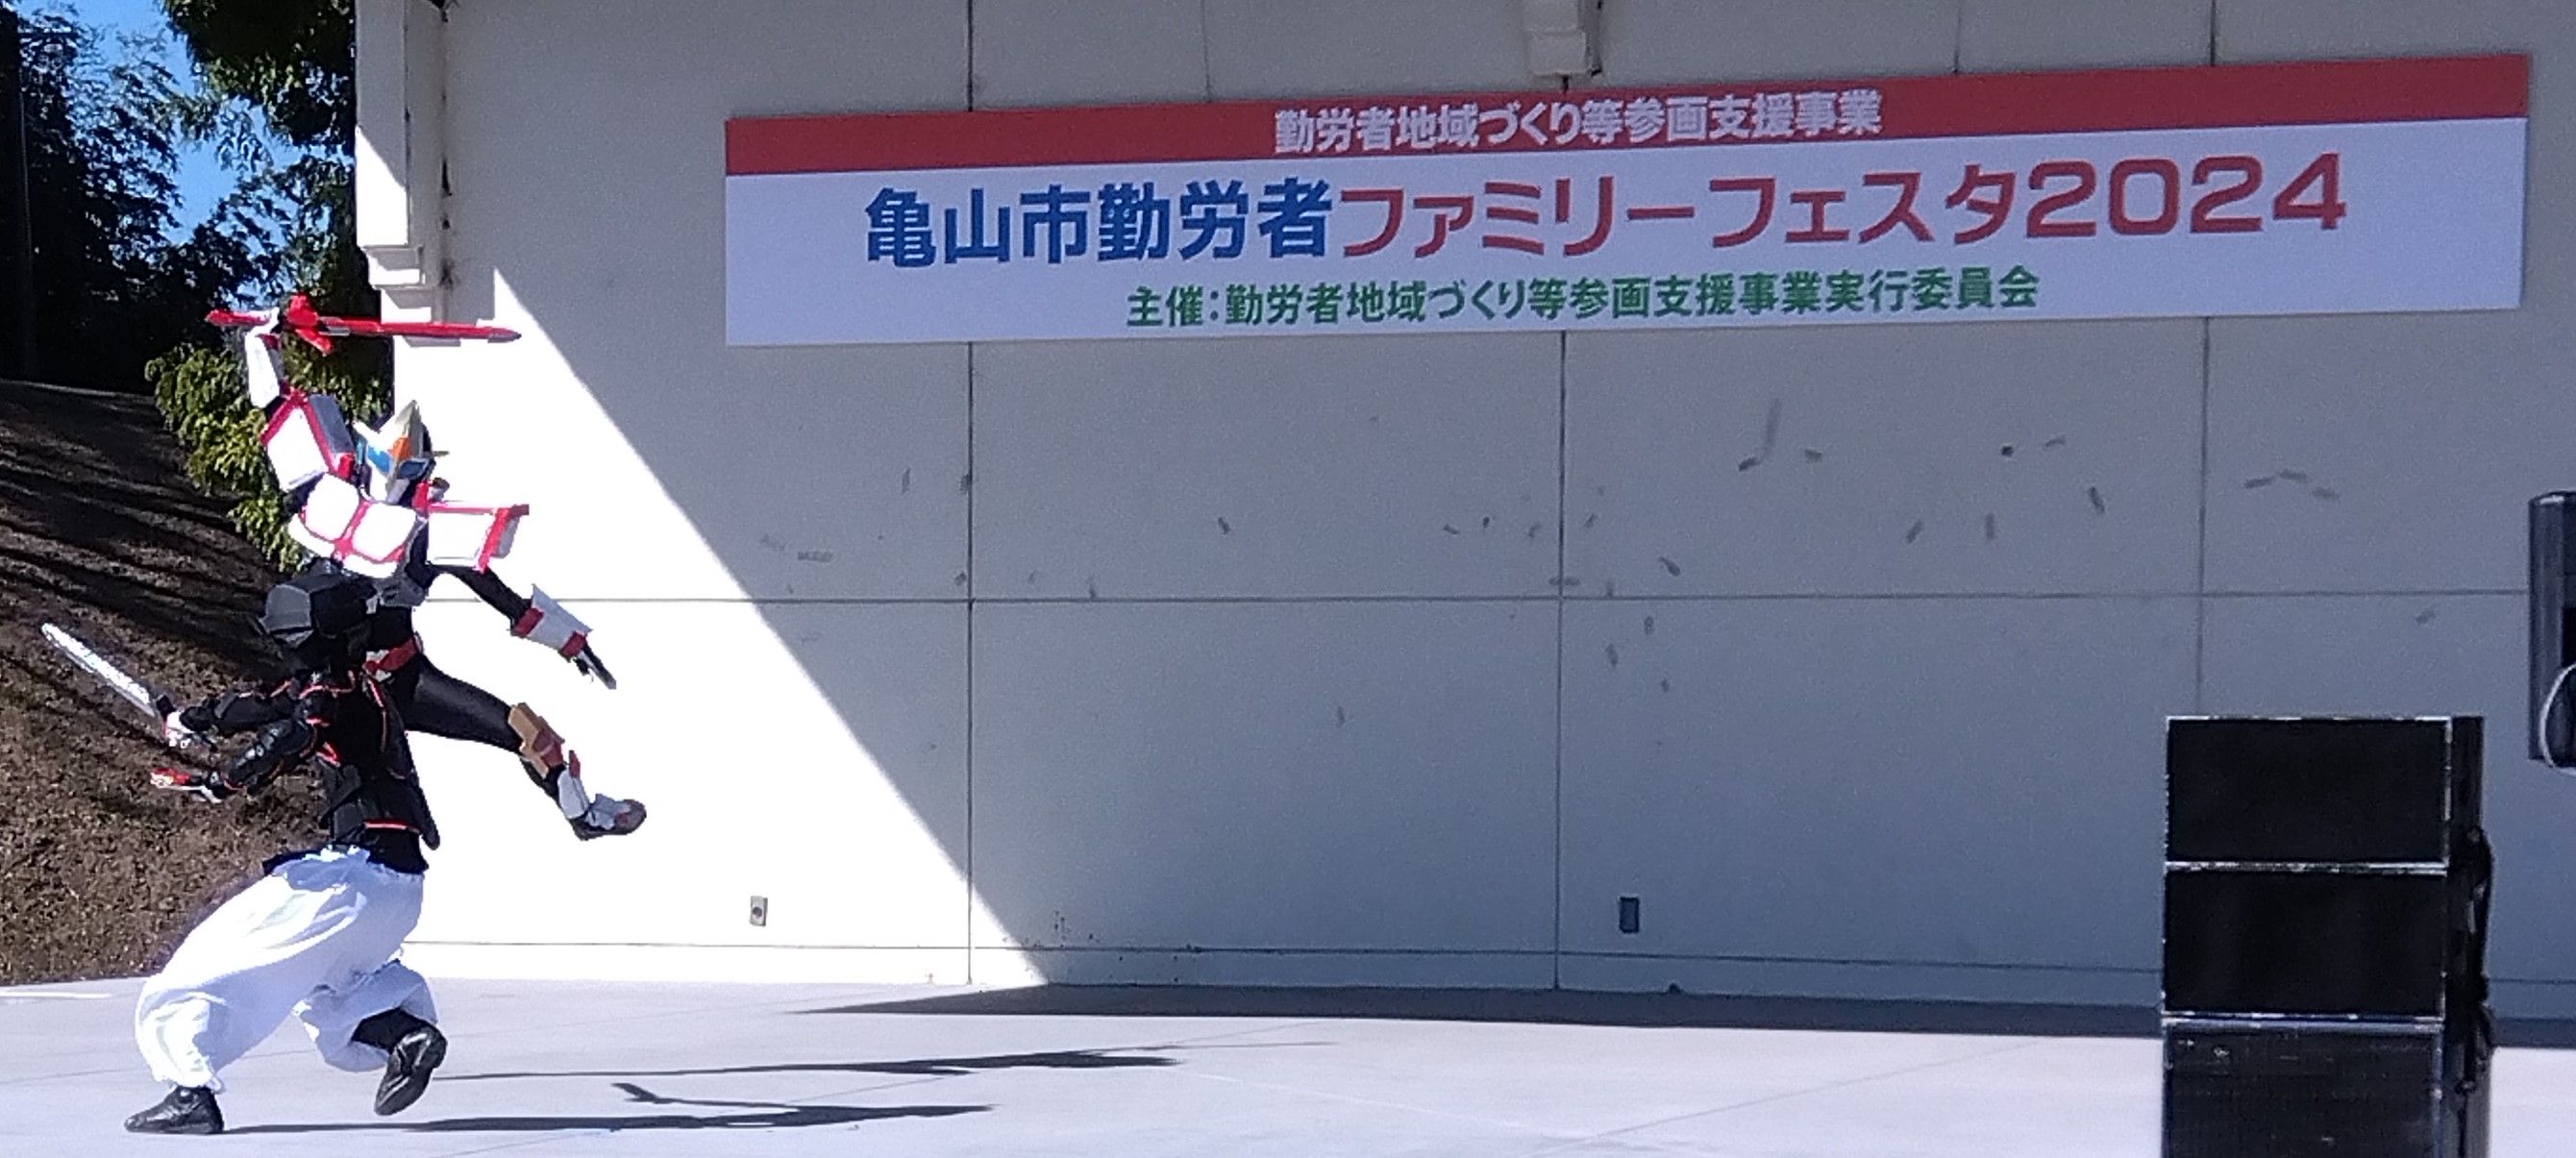 勤労者地域づくり等参画支援事業
亀山市勤労者ファミリーフェスタ2024
主催:勤労者地域づくり等参画支援事業実行委員会